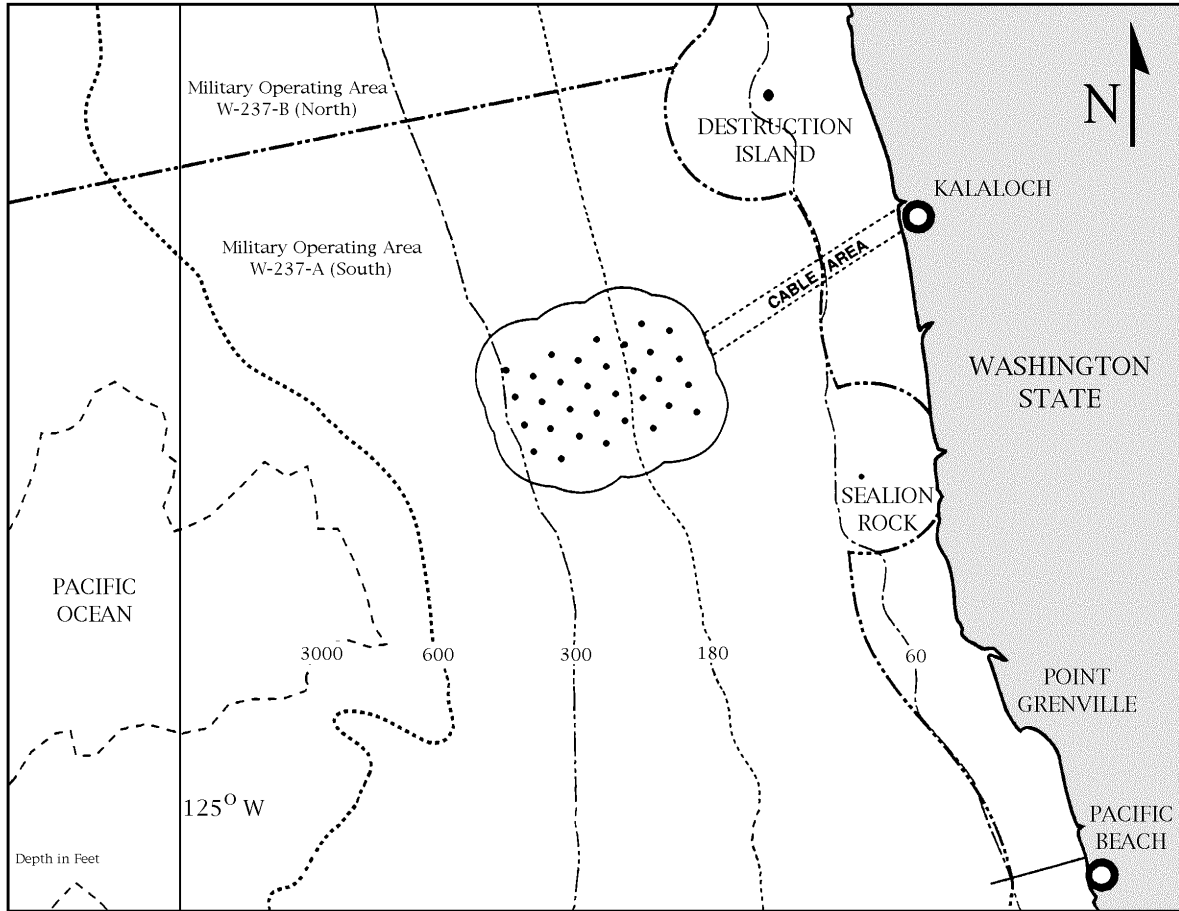 Military Operating Area
W-237-B (North)
DESTRUCTION
ISLAND
N
KALALOCH
Military Operating Area
W-237-A (South)
CABLE AREA
WASHINGTON
STATE
SEALION
ROCK
PACIFIC
OCEAN
3000
600
300
180
60
POINT
GRENVILLE
125° W
PACIFIC
BEACH
Depth in Feet